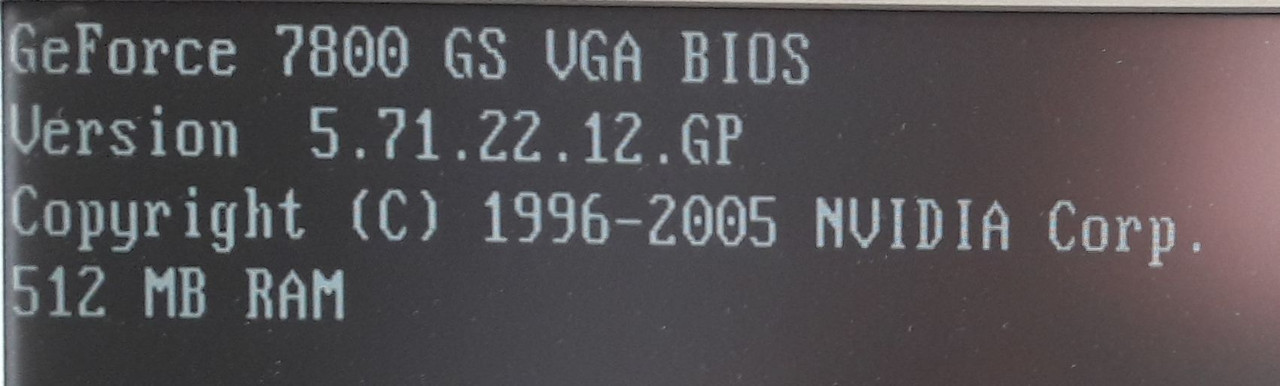 GeForce 7800 GS VGA BIOS
Version  5.71.22.12.GP
Copyright (C) 1996-2005 NVIDIA Corp.
512 MB RAM